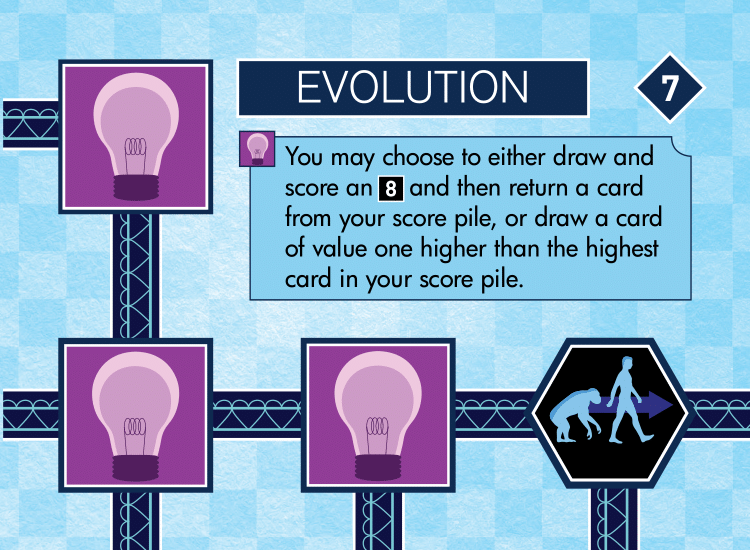 EVOLUTION
7
You may choose to either draw and
score an 8 and then return a card
from your score pile, or draw a card
of value one higher than the highest
card in your score pile.